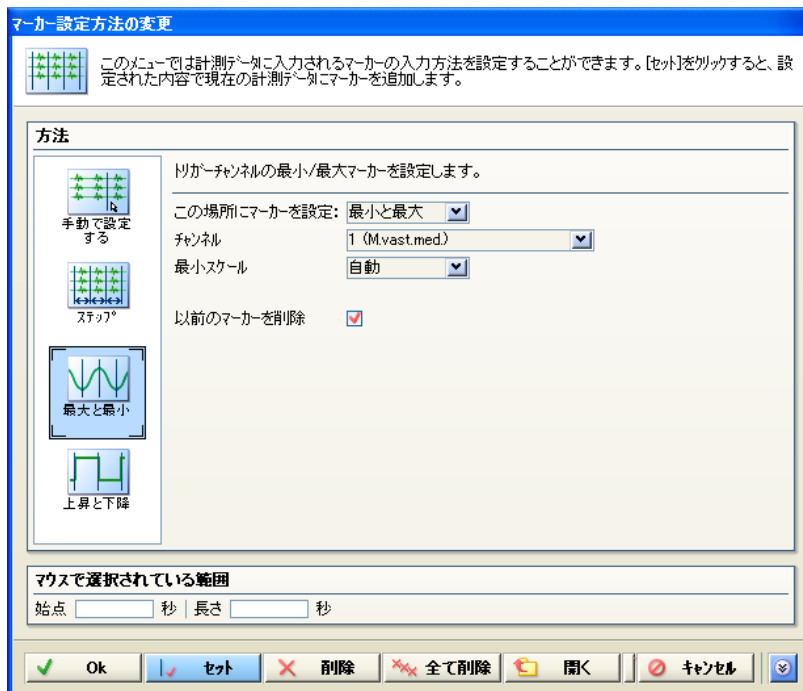 マーカー設定方法の変更
このメニューでは計測データに入力されるマーカーの入力方法を設定することができます。[セット]をクリックすると、設
定された内容で現在の計測データにマーカーを追加します。
方法
手動で設定
する
ステップ
最大と最小
上昇と下降
トリガーチャンネルの最小/最大マーカーを設定します。
この場所にマーカーを設定: 最小と最大
チャンネル 1 (M.vast.med.)
最小スケール 自動
以前のマーカーを削除
マウスで選択されている範囲
始点 秒 | 長さ 秒
Ok セット 削除 全て削除 開く キャンセル